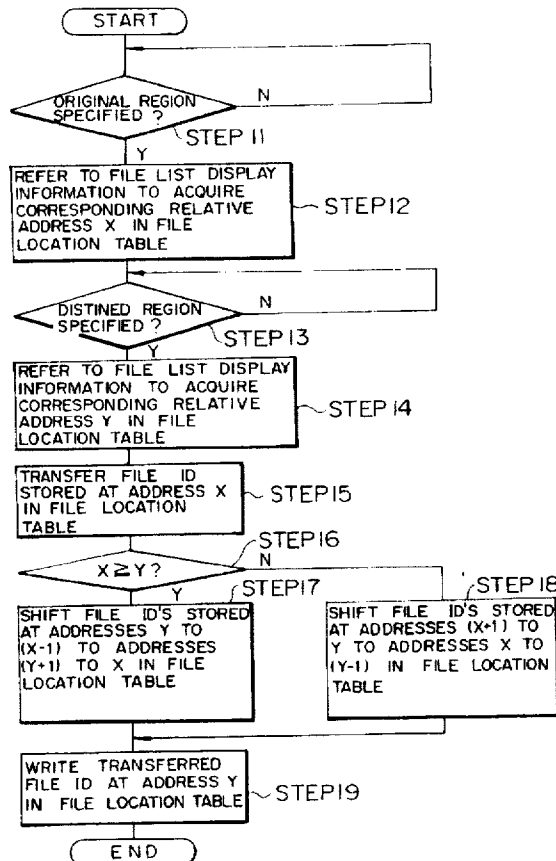 START
ORIGINAL REGION
SPECIFIED ?
N
STEP 11
Y
REFER TO FILE LIST DISPLAY
INFORMATION TO ACQUIRE
CORRESPONDING RELATIVE
ADDRESS X IN FILE
LOCATION TABLE
STEP12
DISTINED REGION
SPECIFIED ?
N
STEP13
Y
REFER TO FILE LIST DISPLAY
INFORMATION TO ACQUIRE
CORRESPONDING RELATIVE
ADDRESS Y IN FILE
LOCATION TABLE
STEP14
TRANSFER FILE ID
STORED AT ADDRESS X
IN FILE LOCATION
TABLE
STEP15
STEP16
X ≧ Y ?
N
Y
STEP17
SHIFT FILE ID'S STORED
AT ADDRESSES Y TO
(X-1) TO ADDRESSES
(Y+1) TO X IN FILE
LOCATION TABLE
STEP18
SHIFT FILE ID'S STORED
AT ADDRESSES (X+1) TO
Y TO ADDRESSES X TO
(Y-1) IN FILE LOCATION
TABLE
WRITE TRANSFERRED
FILE ID AT ADDRESS Y
IN FILE LOCATION TABLE
STEP19
END